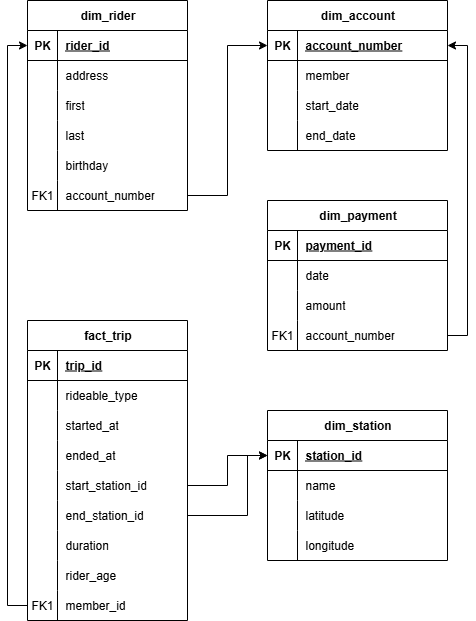 dim_rider
PK rider_id
address
first
last
birthday
FK1 account_number
dim_account
PK account_number
member
start_date
end_date
dim_payment
PK payment_id
date
amount
FK1 account_number
fact_trip
PK trip_id
rideable_type
started_at
ended_at
start_station_id
end_station_id
duration
rider_age
FK1 member_id
dim_station
PK station_id
name
latitude
longitude